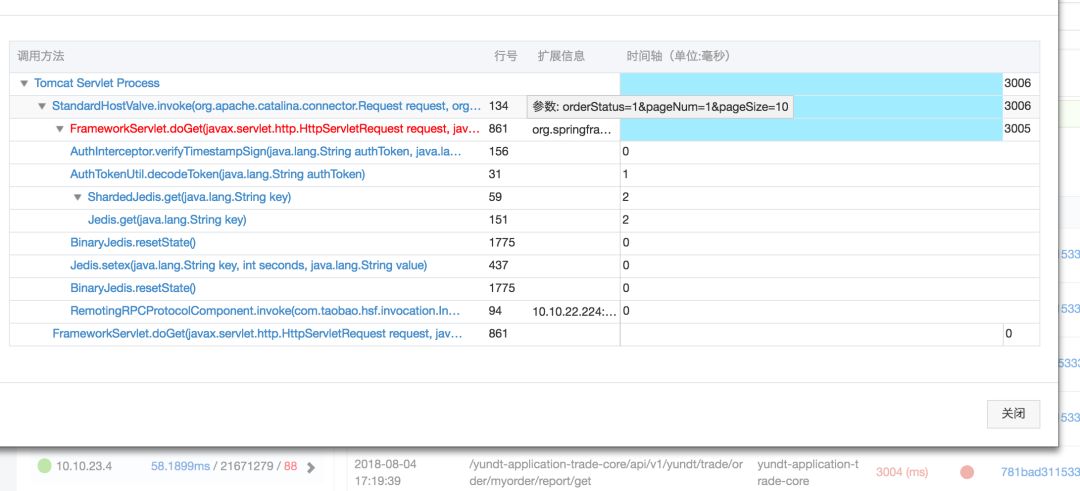 调用方法 行号 扩展信息 时间轴（单位:毫秒）
Tomcat Servlet Process 3006
StandardHostValve.invoke(org.apache.catalina.connector.Request request, org... 134 参数: orderStatus=1&pageNum=1&pageSize=10 3006
FrameworkServlet.doGet(javax.servlet.http.HttpServletRequest request, jav... 861 org.springfra... 3005
AuthInterceptor.verifyTimestampSign(java.lang.String authToken, java.la... 156 0
AuthTokenUtil.decodeToken(java.lang.String authToken) 31 1
ShardedJedis.get(java.lang.String key) 59 2
Jedis.get(java.lang.String key) 151 2
BinaryJedis.resetState() 1775 0
Jedis.setex(java.lang.String key, int seconds, java.lang.String value) 437 0
BinaryJedis.resetState() 1775 0
RemotingRPCProtocolComponent.invoke(com.taobao.hsf.invocation.In... 94 10.10.22.224:... 0
FrameworkServlet.doGet(javax.servlet.http.HttpServletRequest request, jav... 861 0
533
533
533
533
关闭
10.10.23.4 58.1899ms / 21671279 / 88
2018-08-04
17:19:39
/yundt-application-trade-core/api/v1/yundt/trade/or
der/myorder/report/get
yundt-application-t
rade-core
3004 (ms)
781bad311533